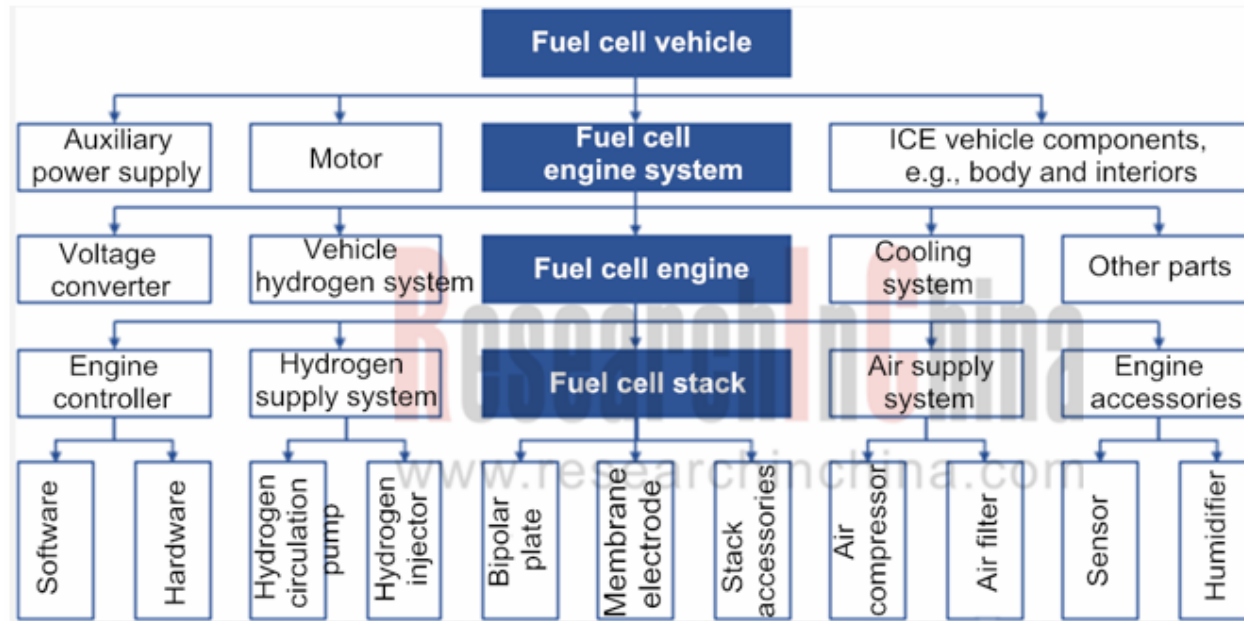 Fuel cell vehicle
Auxiliary
power supply
Motor
Fuel cell
engine system
ICE vehicle components,
e.g., body and interiors
Voltage
converter
Vehicle
hydrogen system
Fuel cell engine
Cooling
system
Other parts
ResearchInChina
www.researchinchina.com
Engine
controller
Hydrogen
supply system
Fuel cell stack
Air supply
system
Engine
accessories
Software
Hardware
Hydrogen
circulation
pump
Hydrogen
injector
Bipolar
plate
Membrane
electrode
Stack
accessories
Air
compressor
Air filter
Sensor
Humidifier